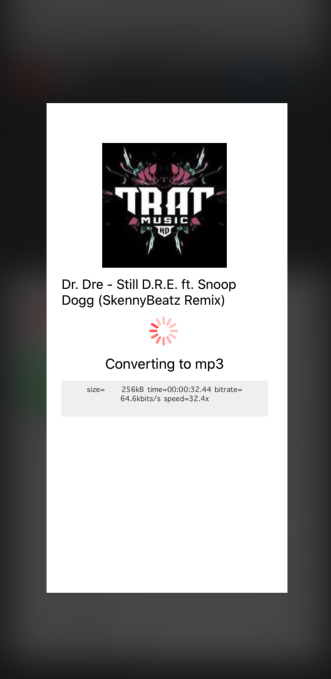 TRAT
MUSIC
HD
Dr. Dre - Still D.R.E. ft. Snoop
Dogg (SkennyBeatz Remix)
Converting to mp3
size=     256kB time=00:00:32.44 bitrate=
64.6kbits/s speed=32.4x